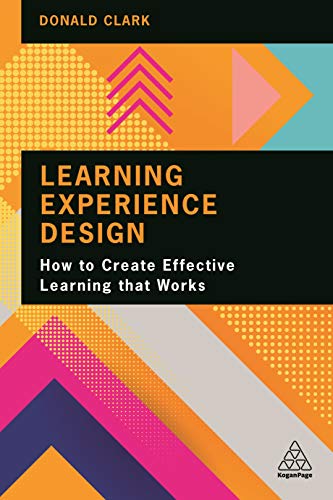 DONALD CLARK
LEARNING
EXPERIENCE
DESIGN
How to Create Effective
Learning that Works
KoganPage